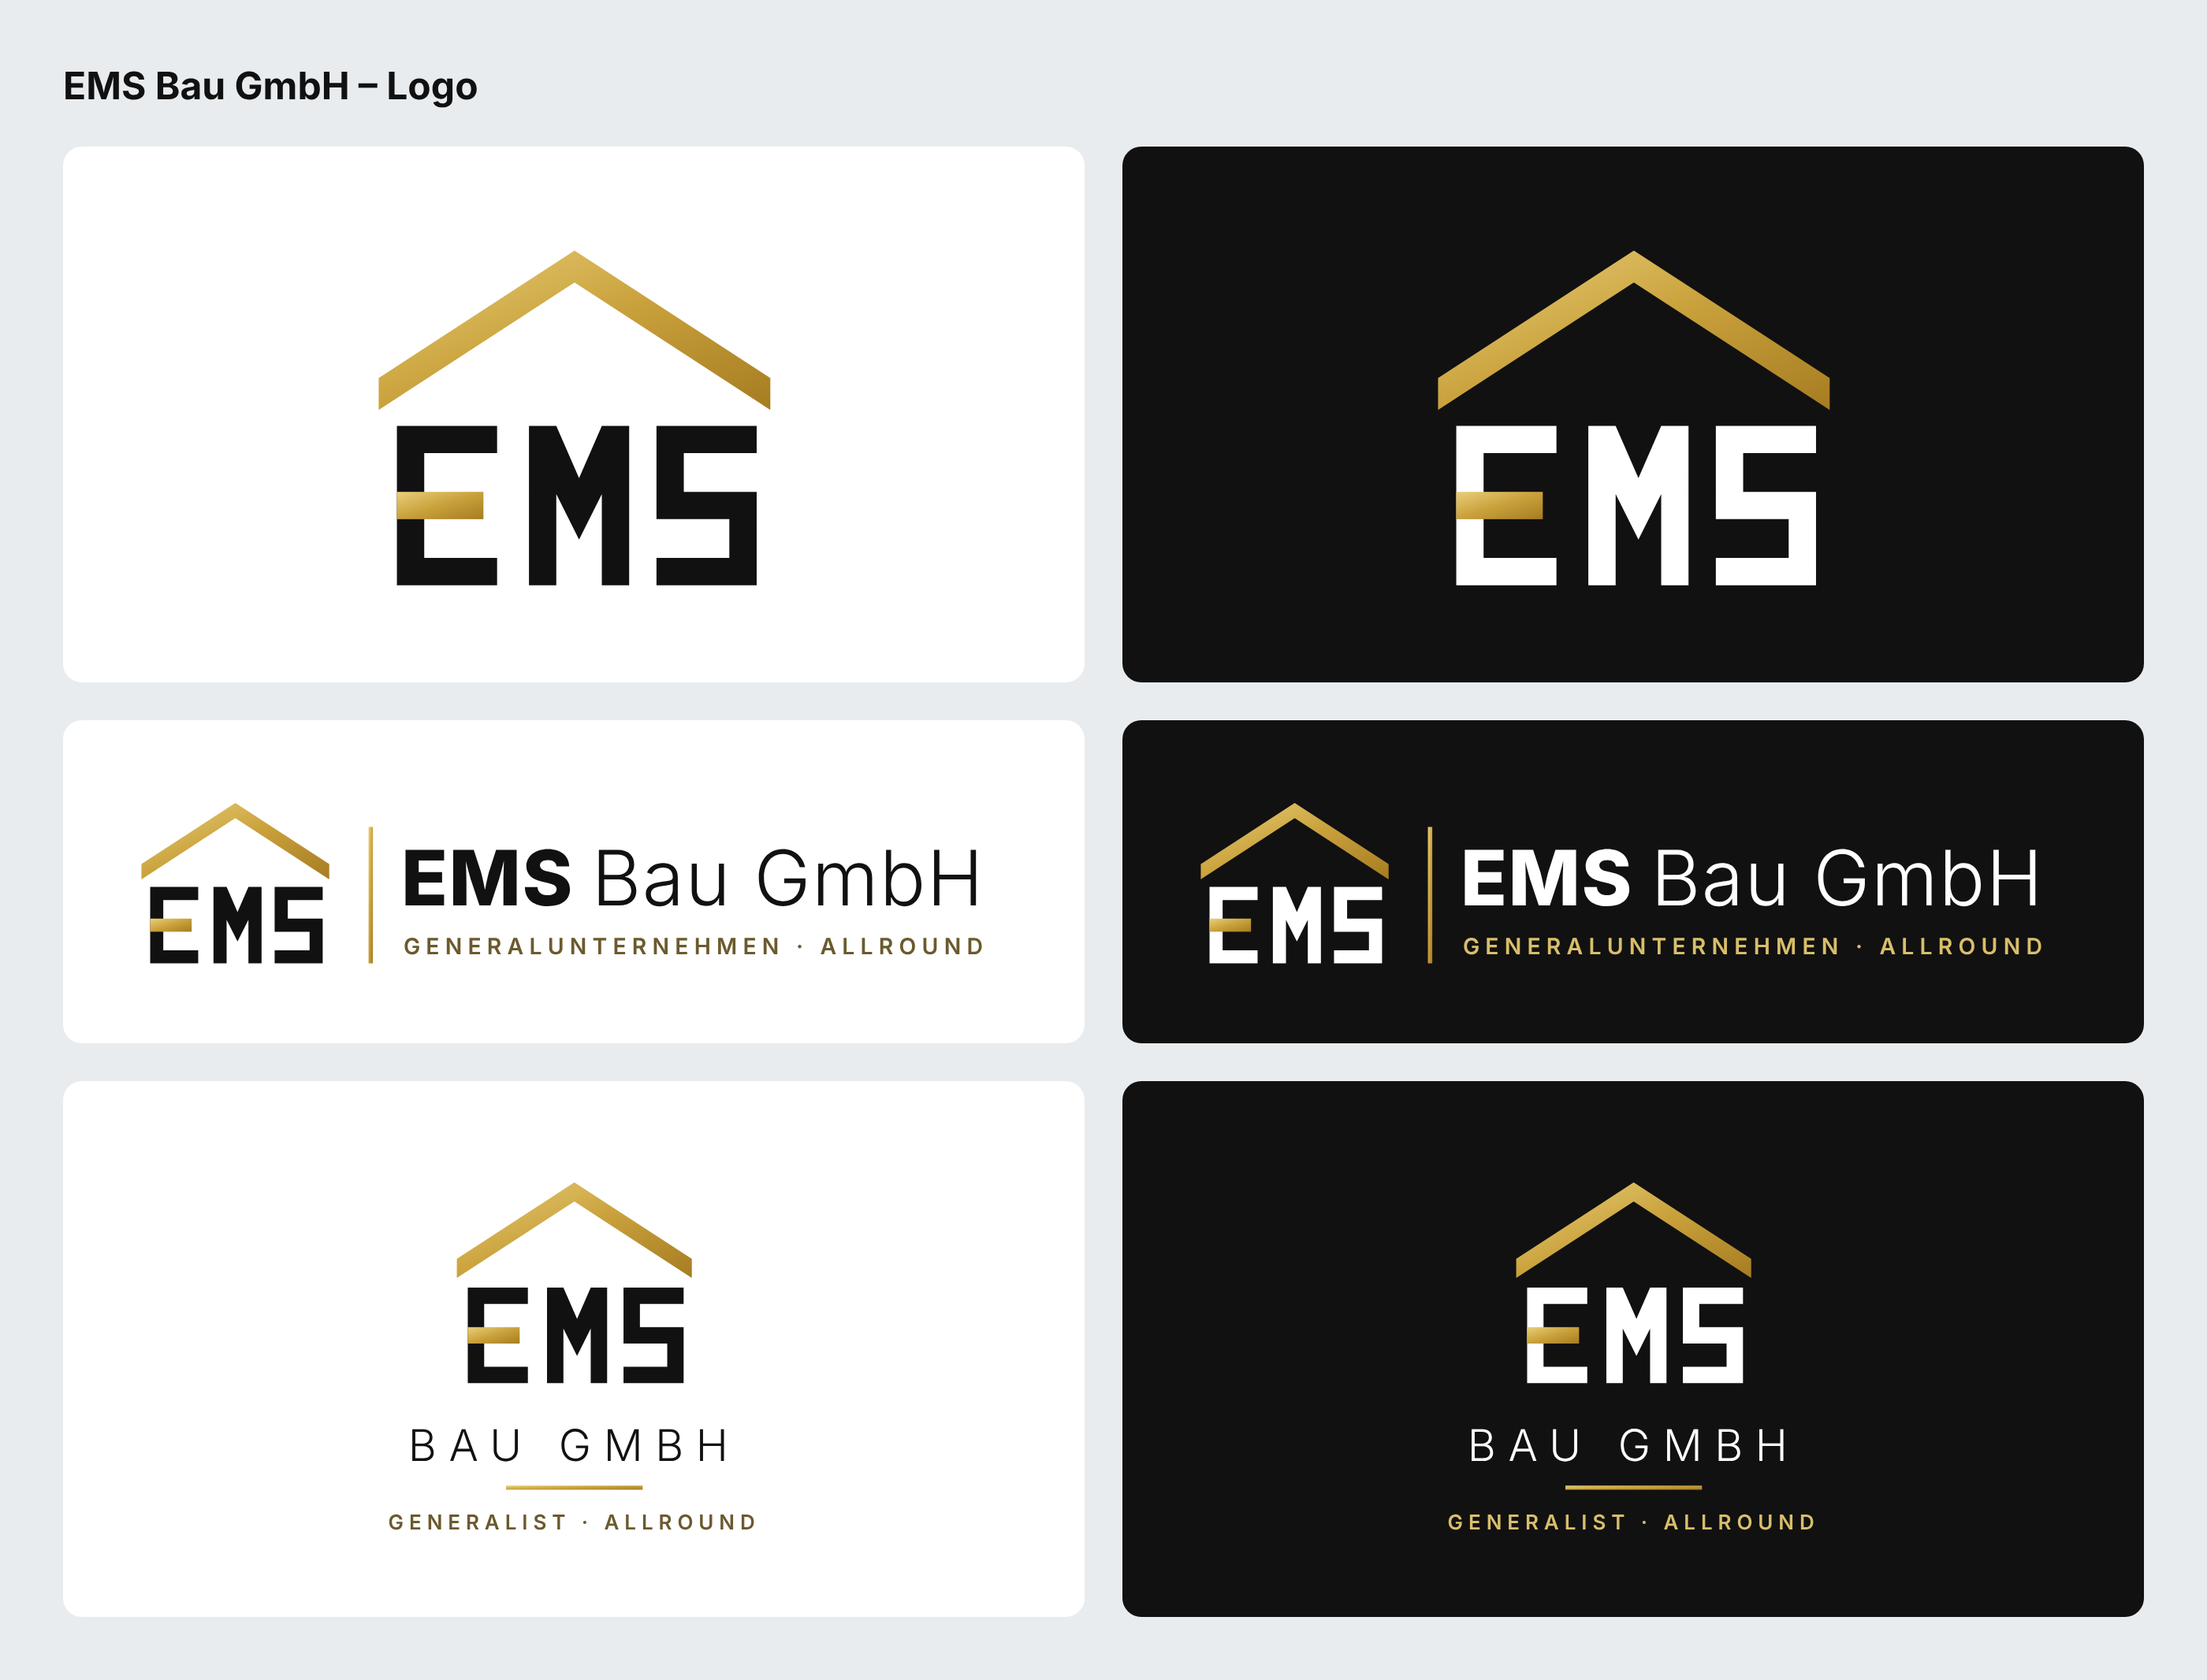 EMS Bau GmbH – Logo
EMS
EMS
EMS
EMS Bau GmbH
GENERALUNTERNEHMEN · ALLROUND
EMS
EMS Bau GmbH
GENERALUNTERNEHMEN · ALLROUND
EMS
BAU GMBH
GENERALIST · ALLROUND
EMS
BAU GMBH
GENERALIST · ALLROUND